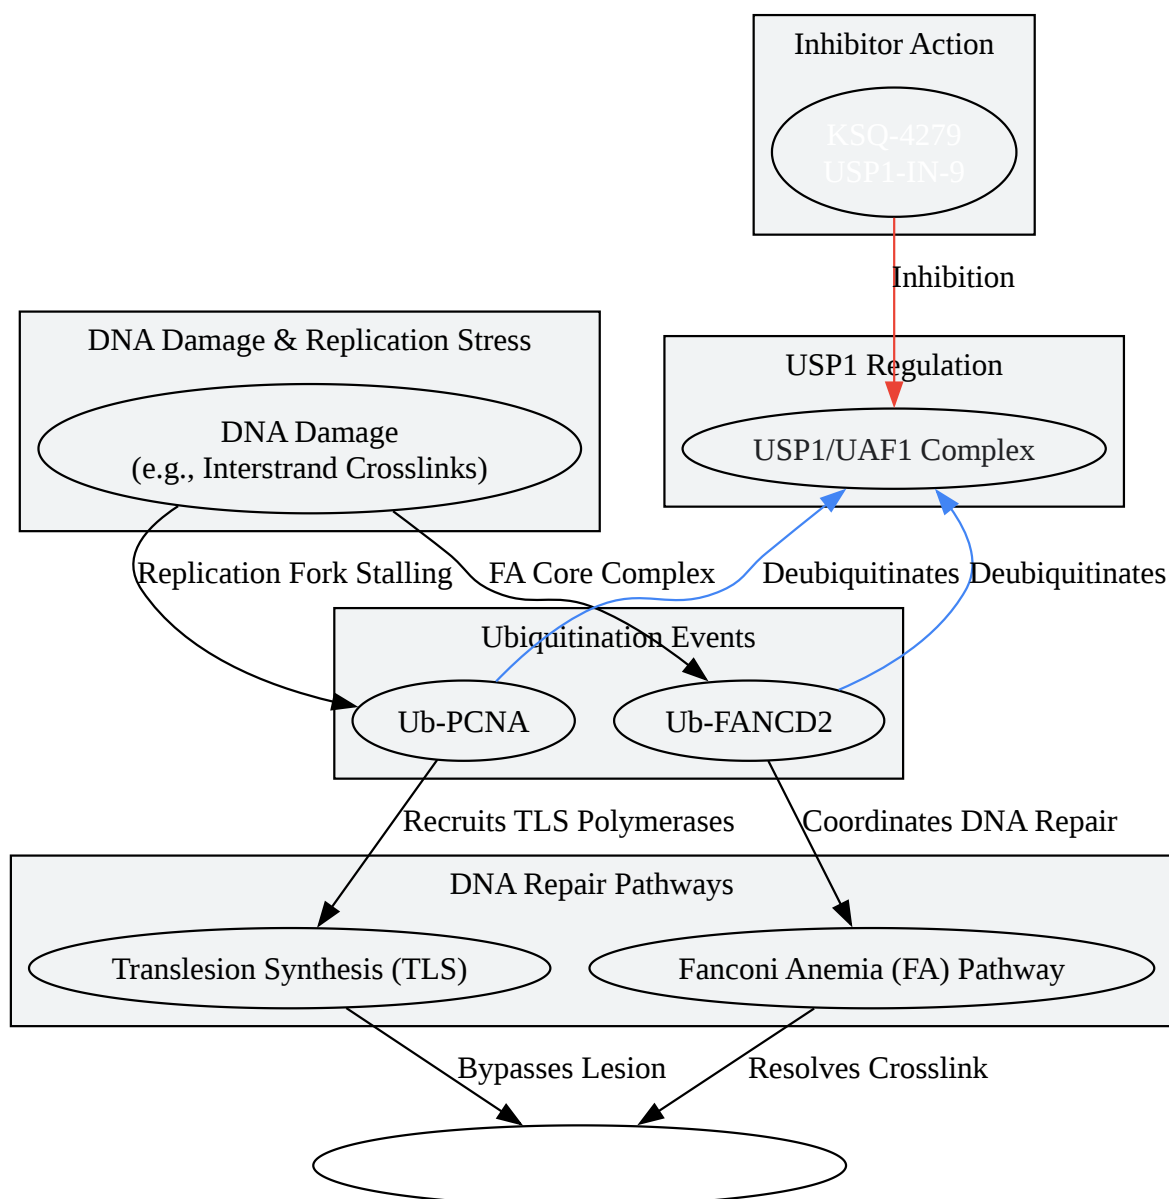 Inhibitor Action
KSQ-4279
USP1-IN-9
Inhibition
DNA Damage & Replication Stress
USP1 Regulation
DNA Damage
(e.g., Interstrand Crosslinks)
USP1/UAF1 Complex
Replication Fork Stalling
FA Core Complex
Deubiquitinates
Deubiquitinates
Ubiquitination Events
Ub-PCNA
Ub-FANCD2
Recruits TLS Polymerases
Coordinates DNA Repair
DNA Repair Pathways
Translesion Synthesis (TLS)
Fanconi Anemia (FA) Pathway
Bypasses Lesion
Resolves Crosslink